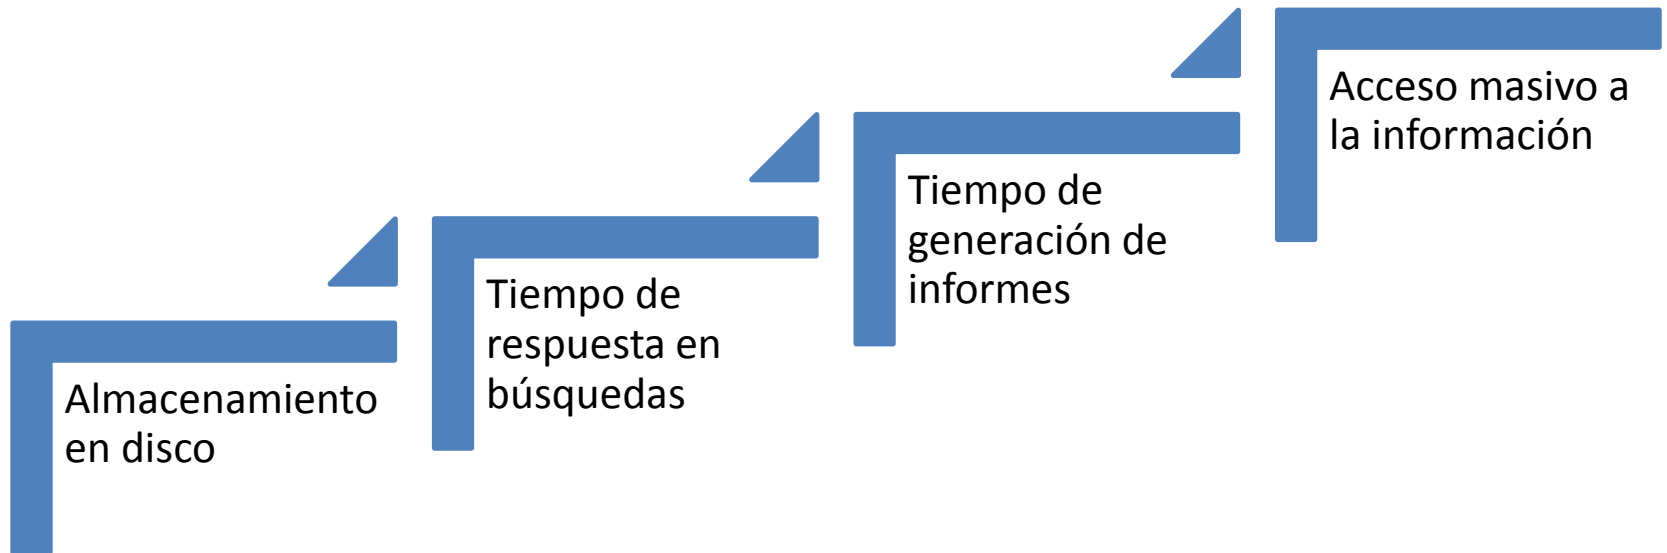 Almacenamiento
en disco
Tiempo de
respuesta en
búsquedas
Tiempo de
generación de
informes
Acceso masivo a
la información